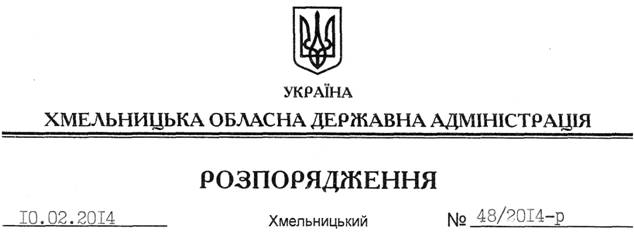 УКРАЇНА
ХМЕЛЬНИЦЬКА ОБЛАСНА ДЕРЖАВНА АДМІНІСТРАЦІЯ
РОЗПОРЯДЖЕННЯ
10.02.2014 Хмельницький № 48/2014-р